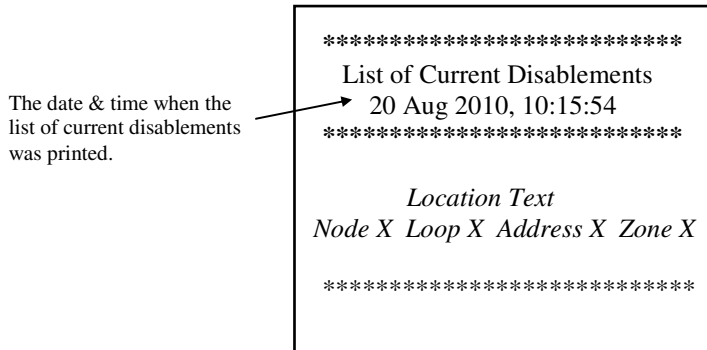 The date & time when the
list of current disablements
was printed.
***************************
List of Current Disablements
20 Aug 2010, 10:15:54
***************************
Location Text
Node X Loop X Address X Zone X
****************************